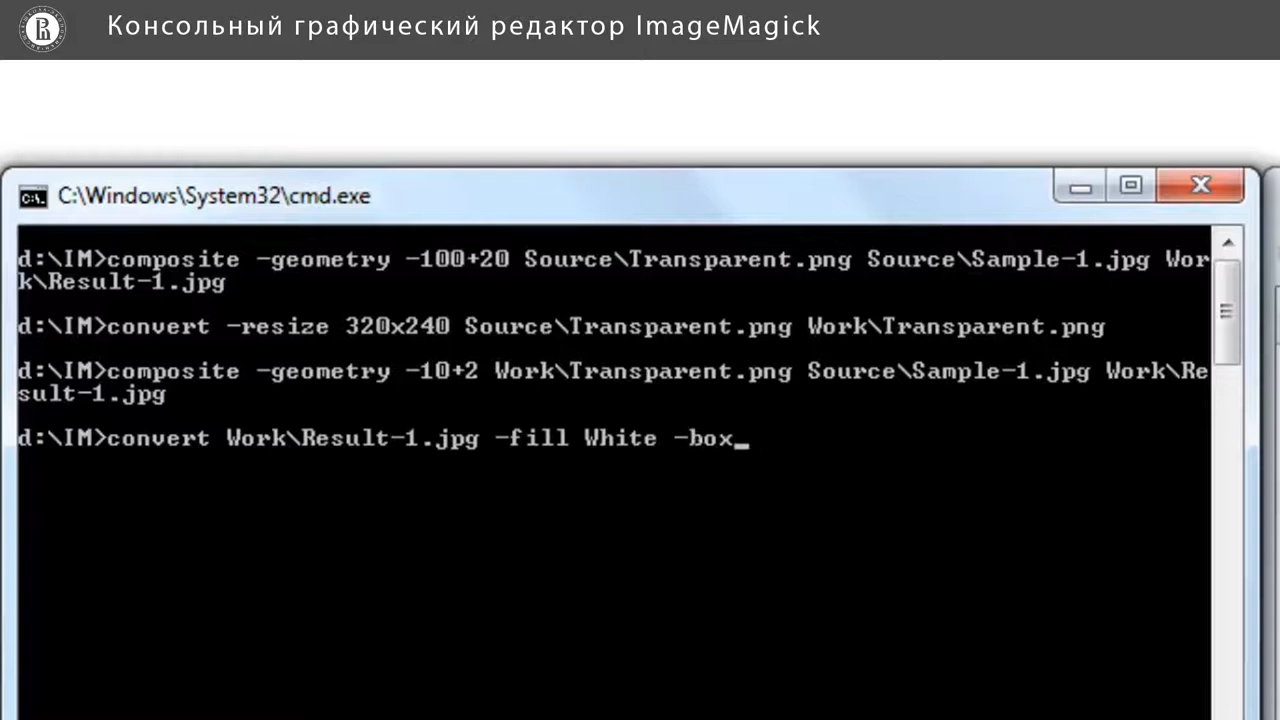 Консольный графический редактор ImageMagick
C:\Windows\System32\cmd.exe
d:\IM>composite -geometry -100+20 Source\Transparent.png Source\Sample-1.jpg Wor
k\Result-1.jpg
d:\IM>convert -resize 320x240 Source\Transparent.png Work\Transparent.png
d:\IM>composite -geometry -10+2 Work\Transparent.png Source\Sample-1.jpg Work\Re
sult-1.jpg
d:\IM>convert Work\Result-1.jpg -fill White -box_